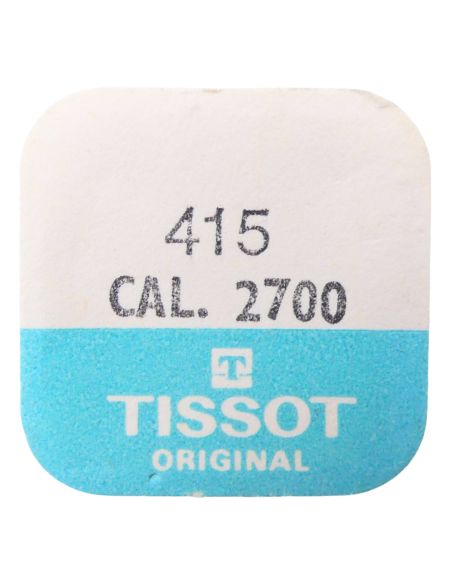 415
CAL. 2700
T
TISSOT
ORIGINAL